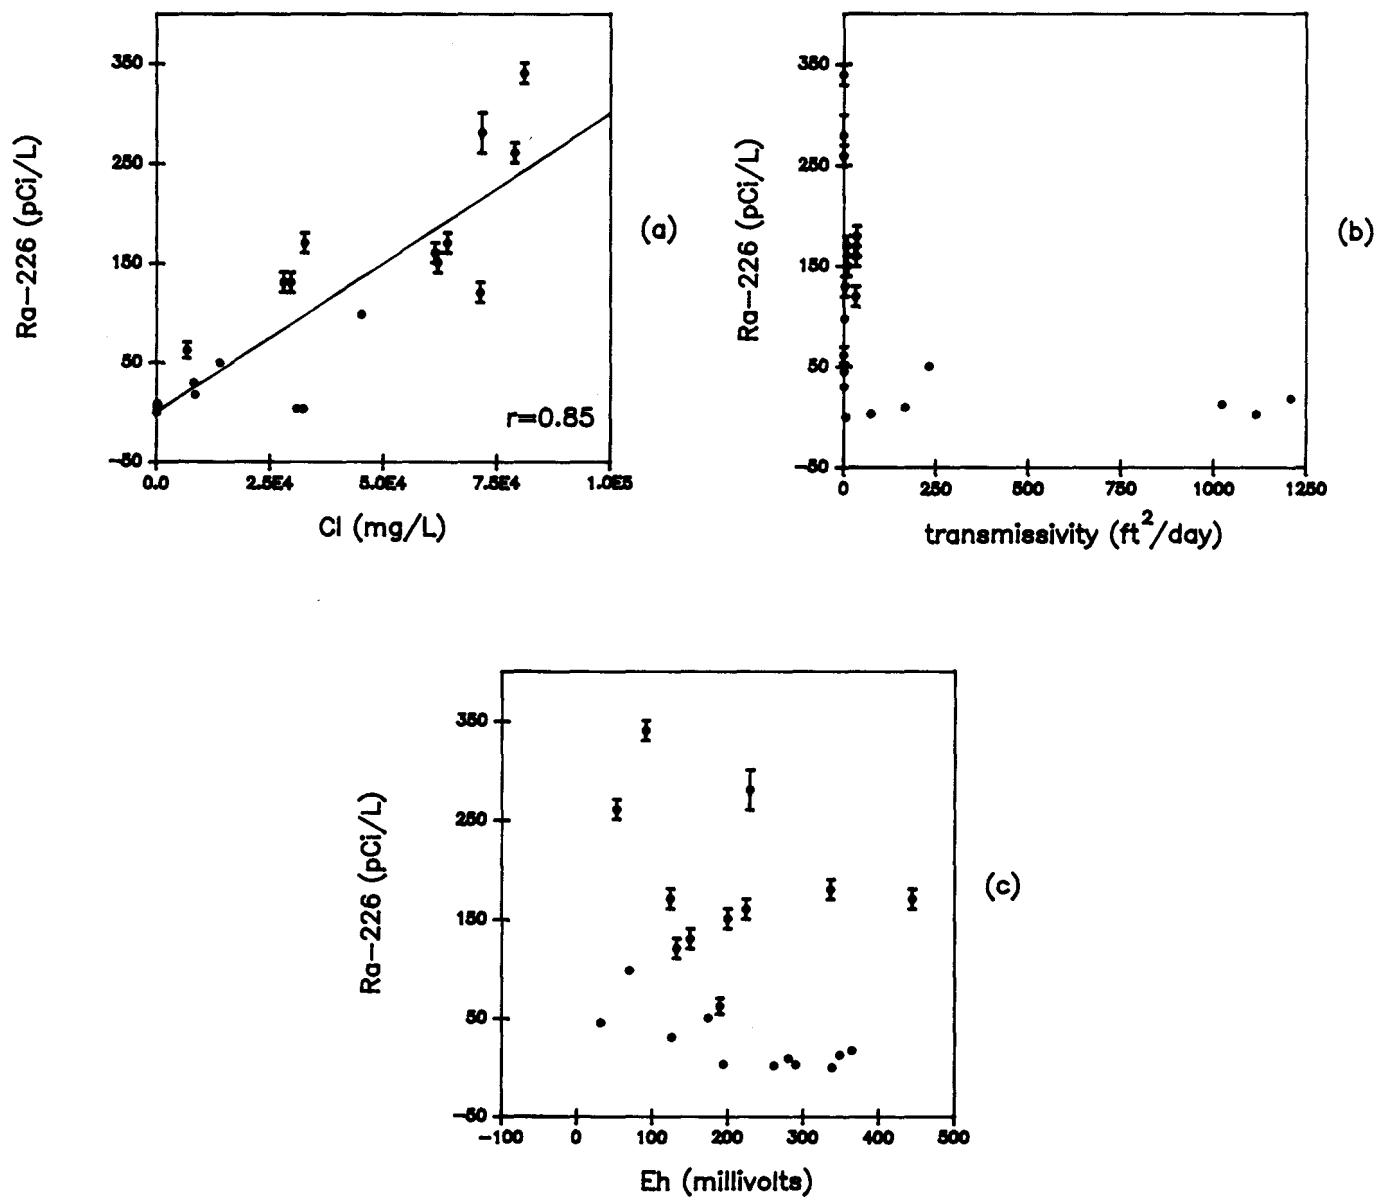 350
250
150
50
-50
Ra-226 (pCi/L)
r=0.85
0.0 2.5E4 5.0E4 7.5E4 1.0E5
Cl (mg/L)
(a)
350
250
150
50
-50
Ra-226 (pCi/L)
0 250 500 750 1000 1250
transmissivity (ft²/day)
(b)
350
250
150
50
-50
Ra-226 (pCi/L)
-100 0 100 200 300 400 500
Eh (millivolts)
(c)